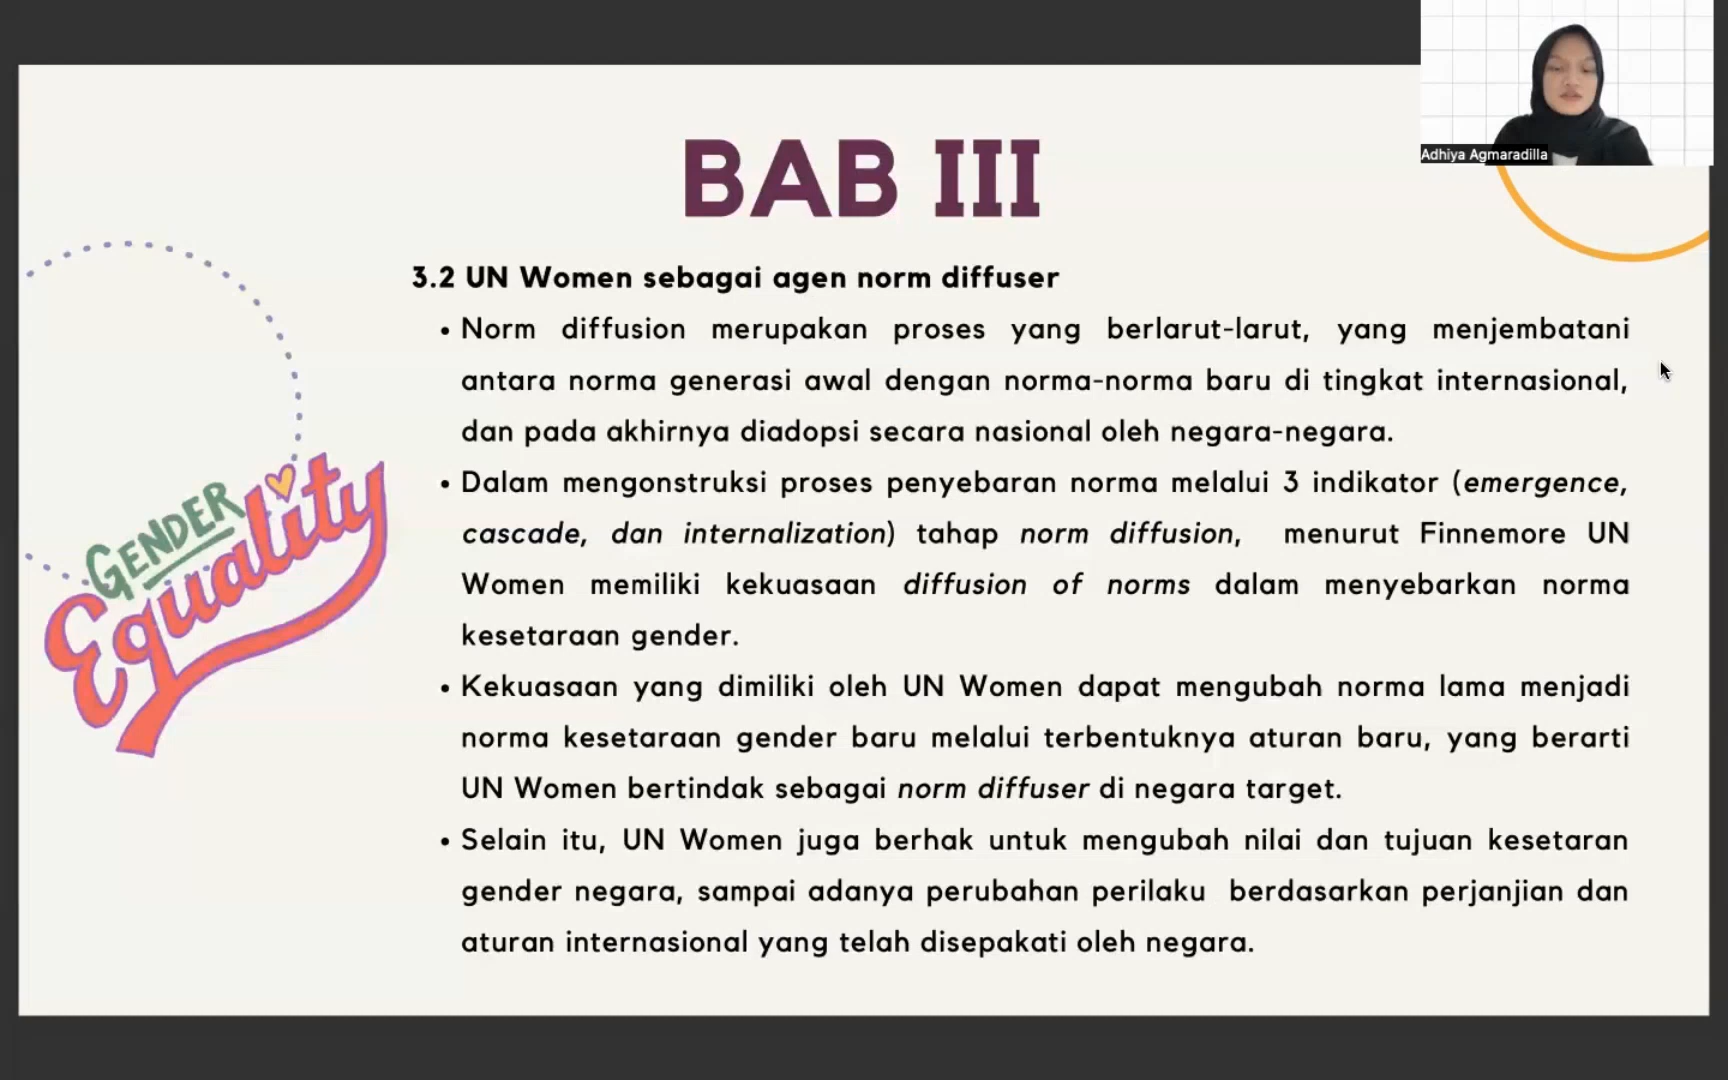 Adhiya Agmaradilla
BAB III
3.2 UN Women sebagai agen norm diffuser
• Norm diffusion merupakan proses yang berlarut-larut, yang menjembatani
antara norma generasi awal dengan norma-norma baru di tingkat internasional,
dan pada akhirnya diadopsi secara nasional oleh negara-negara.
• Dalam mengonstruksi proses penyebaran norma melalui 3 indikator (emergence,
cascade, dan internalization) tahap norm diffusion, menurut Finnemore UN
Women memiliki kekuasaan diffusion of norms dalam menyebarkan norma
kesetaraan gender.
• Kekuasaan yang dimiliki oleh UN Women dapat mengubah norma lama menjadi
norma kesetaraan gender baru melalui terbentuknya aturan baru, yang berarti
UN Women bertindak sebagai norm diffuser di negara target.
• Selain itu, UN Women juga berhak untuk mengubah nilai dan tujuan kesetaran
gender negara, sampai adanya perubahan perilaku berdasarkan perjanjian dan
aturan internasional yang telah disepakati oleh negara.
GENDER
Equality